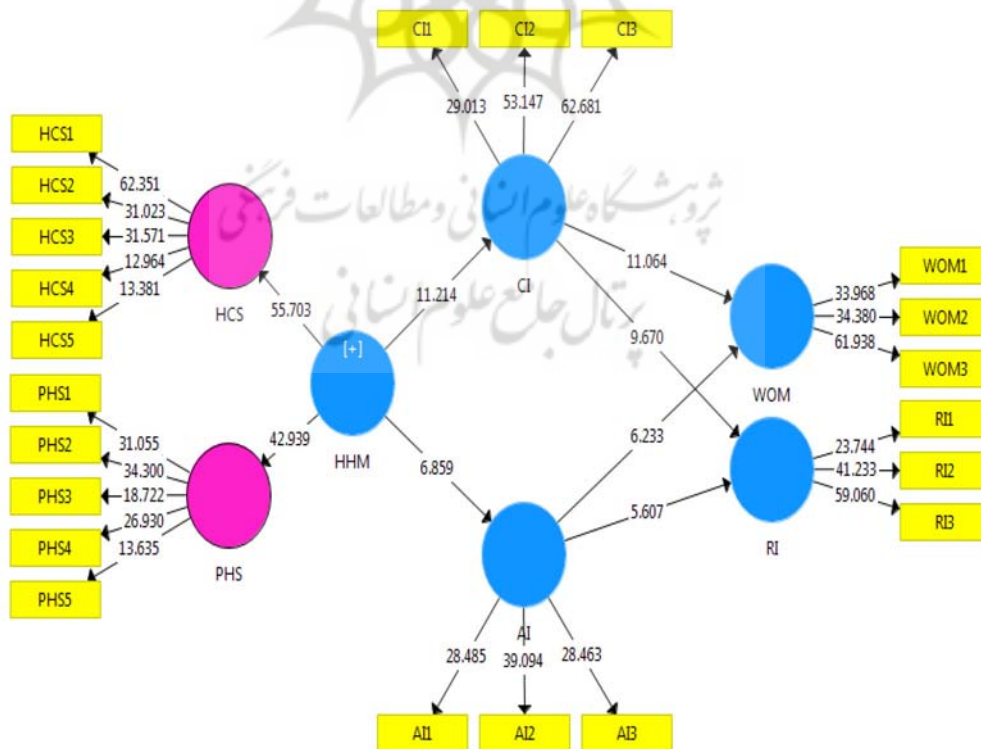 CI1 CI2 CI3
29.013 53.147 62.681
HCS1
HCS2
HCS3
HCS4
HCS5
62.351
31.023
31.571
12.964
13.381
HCS
55.703
پژوهشگاه علوم انسانی و مطالعات فرهنگی
پرتال جامع علوم انسانی
CI
11.214
11.064
9.670
[+]
HHM
42.939
6.859
6.233
5.607
WOM
WOM1
WOM2
WOM3
33.968
34.380
61.938
RI1
RI2
RI3
23.744
41.233
59.060
RI
PHS1
PHS2
PHS3
PHS4
PHS5
31.055
34.300
18.722
26.930
13.635
PHS
AI
28.485 39.094 28.463
AI1 AI2 AI3